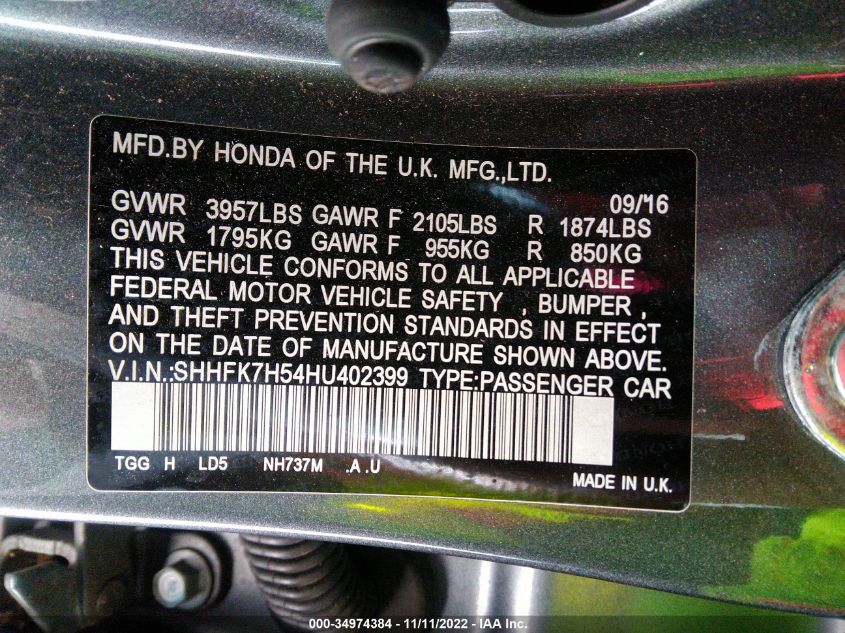 MFD.BY HONDA OF THE U.K. MFG.,LTD.
09/'16
GVWR 3957LBS GAWR F 2105LBS R 1874LBS
GVWR 1795KG GAWR F 955KG R 850KG
THIS VEHICLE CONFORMS TO ALL APPLICABLE
FEDERAL MOTOR VEHICLE SAFETY , BUMPER ,
AND THEFT PREVENTION STANDARDS IN EFFECT
ON THE DATE OF MANUFACTURE SHOWN ABOVE.
V.I.N.:SHHFK7H54HU402399 TYPE:PASSENGER CAR
TGG H LD5 NH737M .A .U
MADE IN U.K.
000-34974384 - 11/11/2022 - IAA Inc.